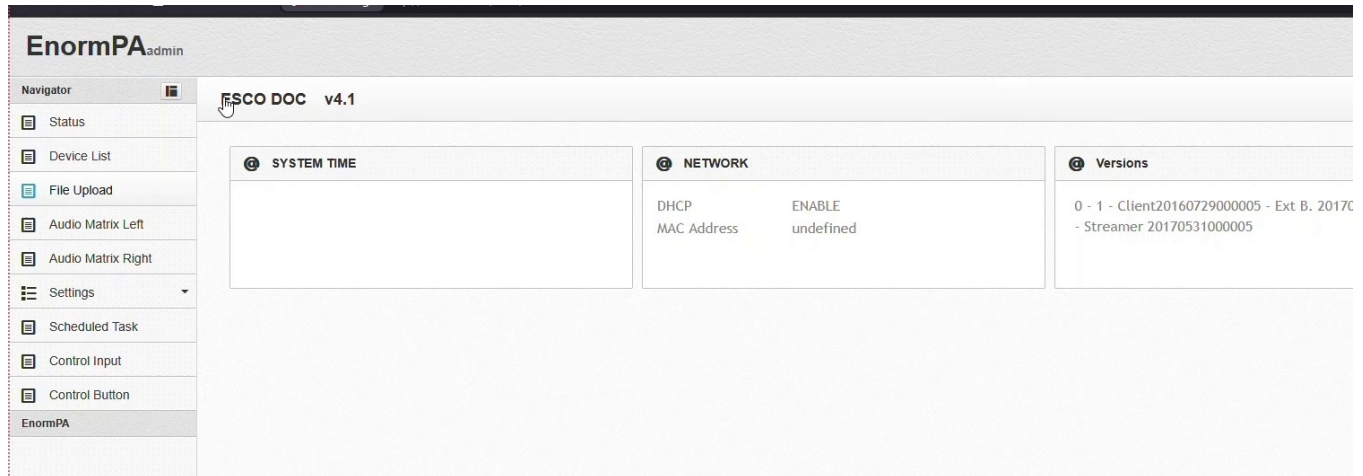 EnormPAadmin
Navigator
Status
Device List
File Upload
Audio Matrix Left
Audio Matrix Right
Settings
Scheduled Task
Control Input
Control Button
EnormPA
ESCO DOC v4.1
SYSTEM TIME
NETWORK
DHCP ENABLE
MAC Address undefined
Versions
0 - 1 - Client20160729000005 - Ext B. 20170
- Streamer 20170531000005